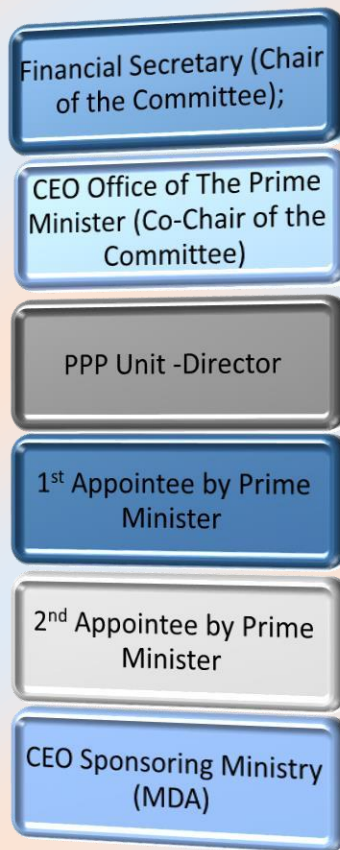 Financial Secretary (Chair
of the Committee);
CEO Office of The Prime
Minister (Co-Chair of the
Committee)
PPP Unit -Director
1st Appointee by Prime
Minister
2nd Appointee by Prime
Minister
CEO Sponsoring Ministry
(MDA)